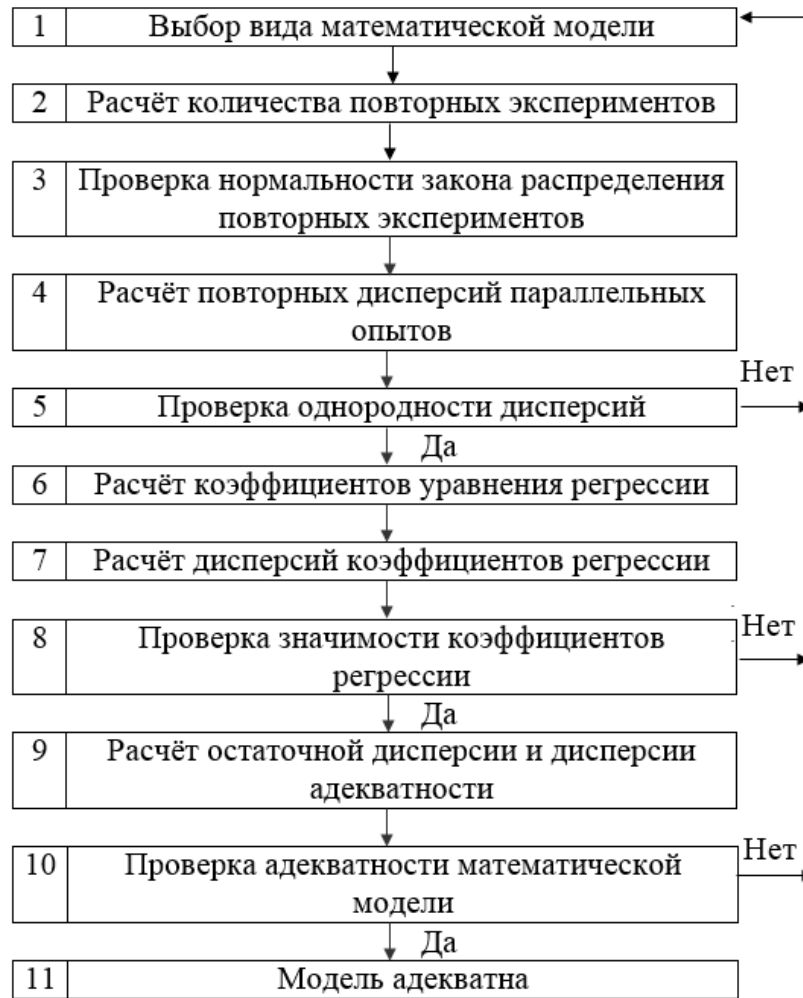 1 Выбор вида математической модели
2 Расчёт количества повторных экспериментов
3 Проверка нормальности закона распределения
повторных экспериментов
4 Расчёт повторных дисперсий параллельных
опытов
Нет
5 Проверка однородности дисперсий
Да
6 Расчёт коэффициентов уравнения регрессии
7 Расчёт дисперсий коэффициентов регрессии
Нет
8 Проверка значимости коэффициентов
регрессии
Да
9 Расчёт остаточной дисперсии и дисперсии
адекватности
Нет
10 Проверка адекватности математической
модели
Да
11 Модель адекватна